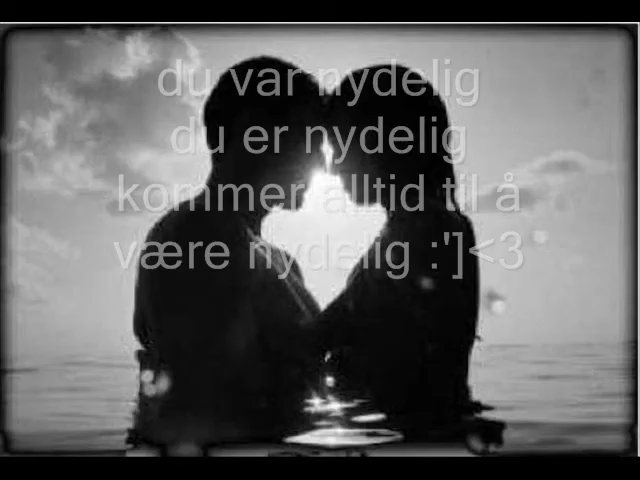 du var nydelig
du er nydelig
kommer alltid til å
være nydelig :']<3